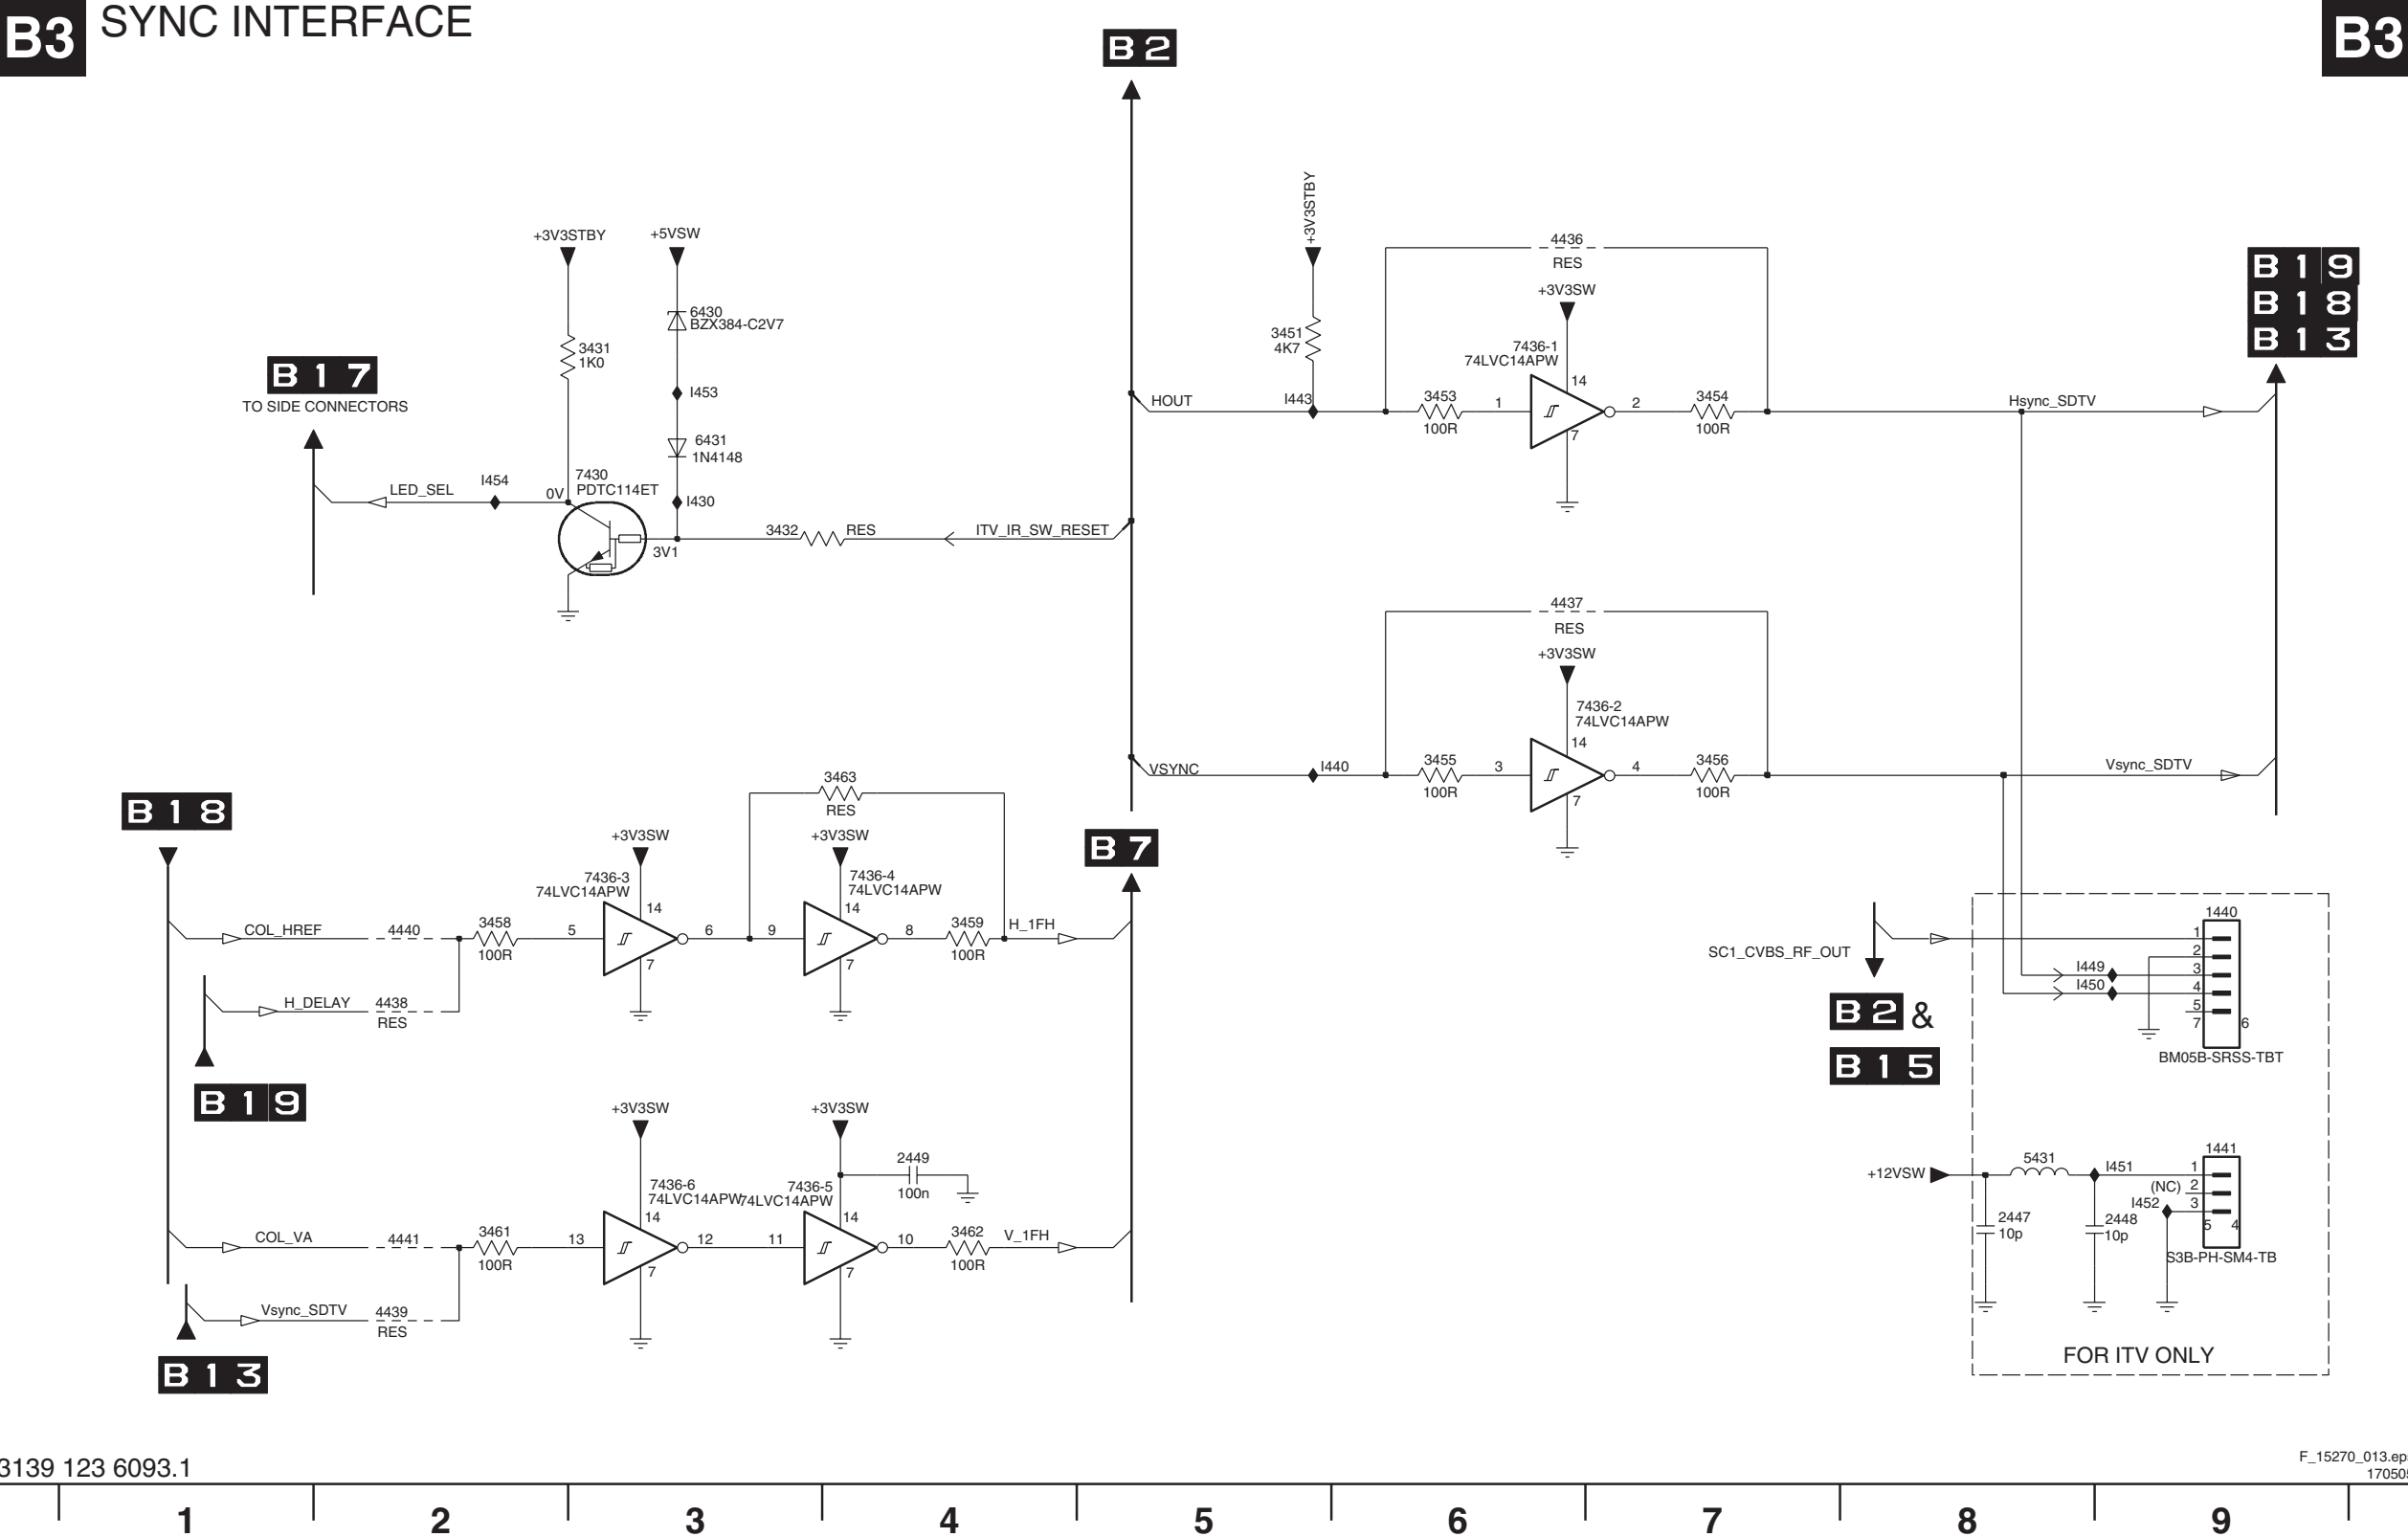 B3 SYNC INTERFACE B3
B2
+3V3STBY
+5VSW
+3V3STBY
4436
RES
+3V3SW
B19
B18
B13
6430
BZX384-C2V7
3431
1K0
3451
4K7
7436-1
74LVC14APW
B17
TO SIDE CONNECTORS
I453
14
HOUT
I443
3453
100R
1
2
3454
100R
Hsync_SDTV
7
6431
1N4148
LED_SEL
I454
0V
7430
PDTC114ET
I430
3V1
3432
RES
ITV_IR_SW_RESET
4437
RES
+3V3SW
7436-2
74LVC14APW
14
VSYNC
I440
3455
100R
3
4
3456
100R
Vsync_SDTV
7
3463
RES
B18
+3V3SW
+3V3SW
B7
7436-3
74LVC14APW
7436-4
74LVC14APW
14
14
COL_HREF
4440
3458
100R
5
6
9
8
3459
100R
H_1FH
7
7
H_DELAY
4438
RES
B19
SC1_CVBS_RF_OUT
B2 &
B15
1440
1
2
I449
3
I450
4
5
7
6
BM05B-SRSS-TBT
+3V3SW
+3V3SW
2449
100n
7436-6
74LVC14APW
7436-5
74LVC14APW
14
14
COL_VA
4441
3461
100R
13
12
11
10
3462
100R
V_1FH
7
7
Vsync_SDTV
4439
RES
B13
1441
+12VSW
5431
I451
1
(NC)
2
I452
3
2447
10p
2448
10p
5
4
S3B-PH-SM4-TB
FOR ITV ONLY
3139 123 6093.1
F_15270_013.ep
17050
1 2 3 4 5 6 7 8 9